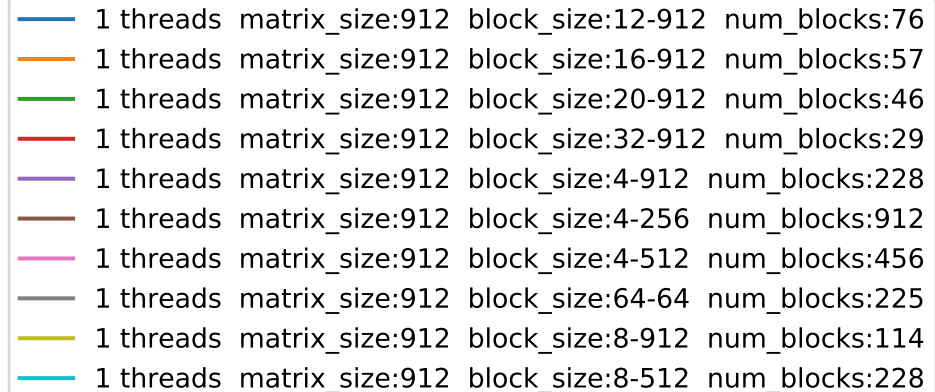 1 threads  matrix_size:912  block_size:12-912  num_blocks:76
1 threads  matrix_size:912  block_size:16-912  num_blocks:57
1 threads  matrix_size:912  block_size:20-912  num_blocks:46
1 threads  matrix_size:912  block_size:32-912  num_blocks:29
1 threads  matrix_size:912  block_size:4-912  num_blocks:228
1 threads  matrix_size:912  block_size:4-256  num_blocks:912
1 threads  matrix_size:912  block_size:4-512  num_blocks:456
1 threads  matrix_size:912  block_size:64-64  num_blocks:225
1 threads  matrix_size:912  block_size:8-912  num_blocks:114
1 threads  matrix_size:912  block_size:8-512  num_blocks:228